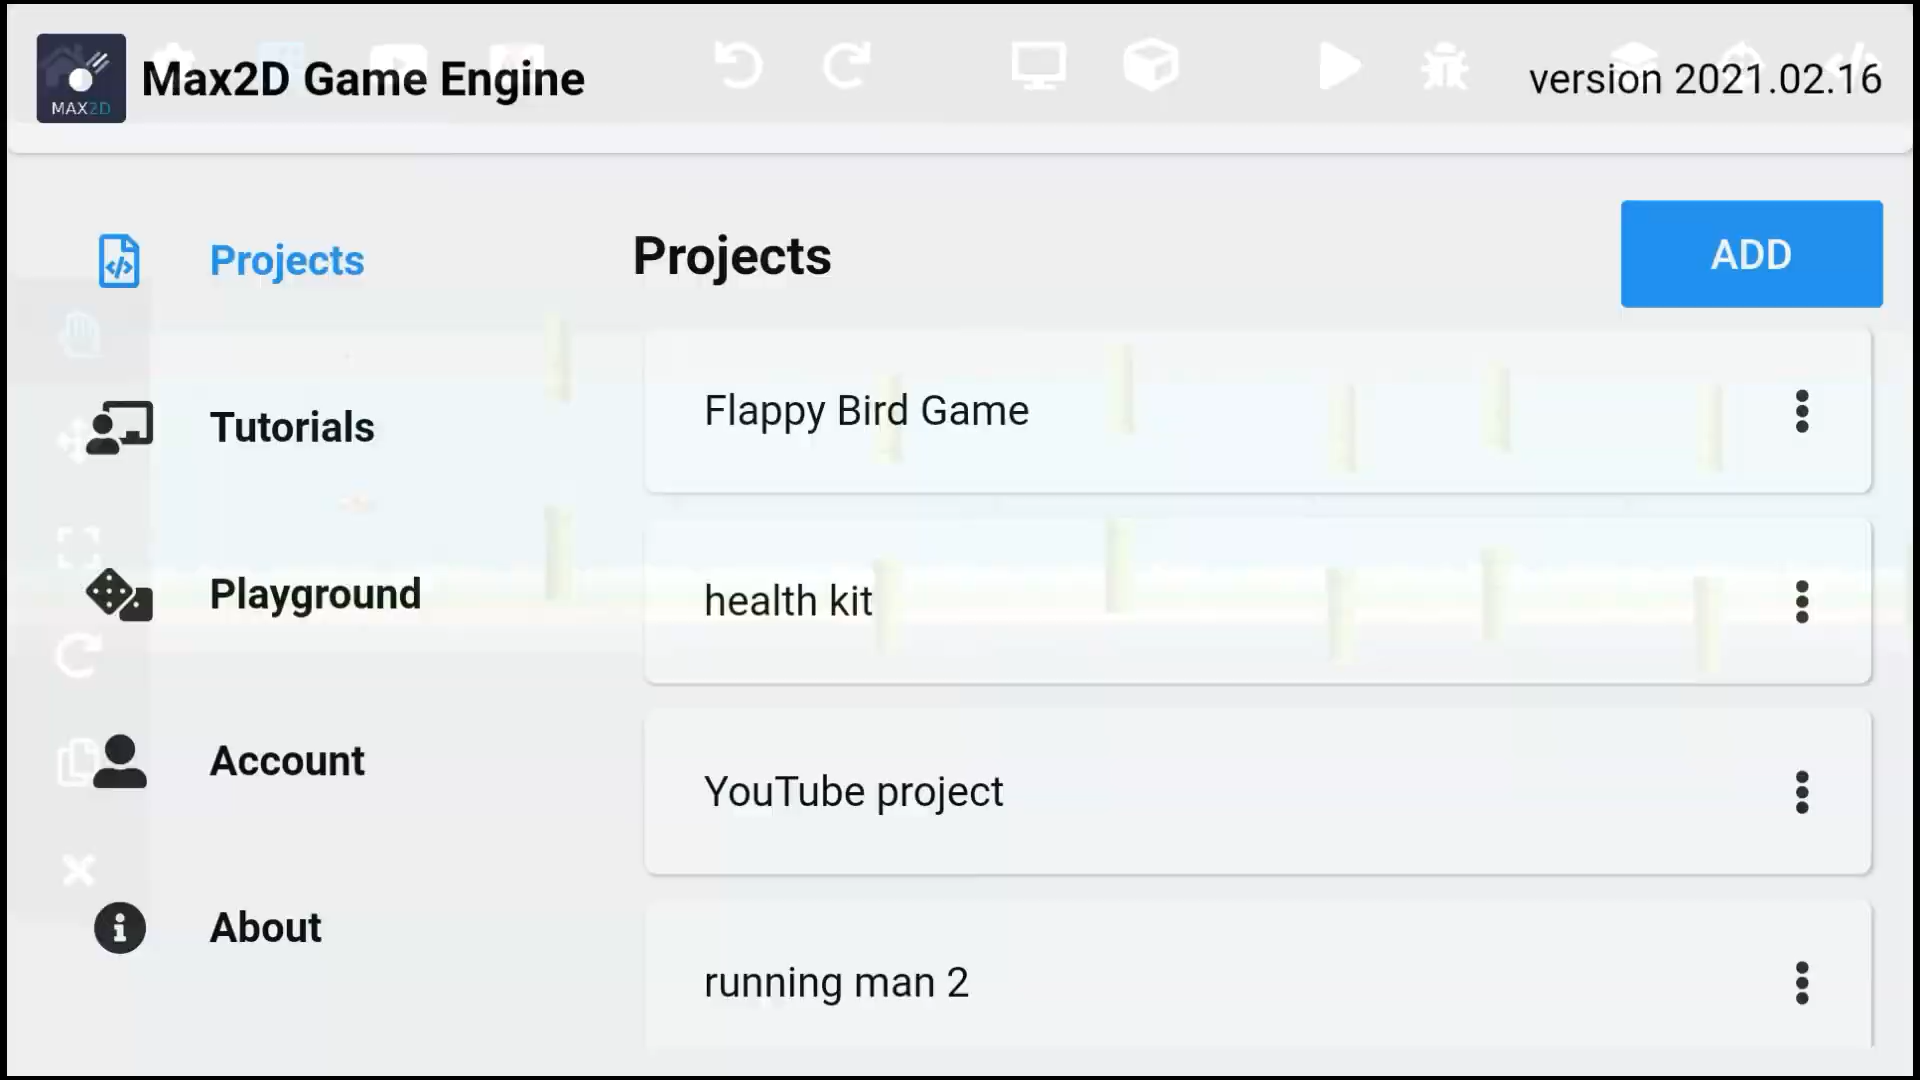 MAX2D
Max2D Game Engine
version 2021.02.16
Projects
Tutorials
Playground
Account
About
Projects
ADD
Flappy Bird Game
health kit
YouTube project
running man 2